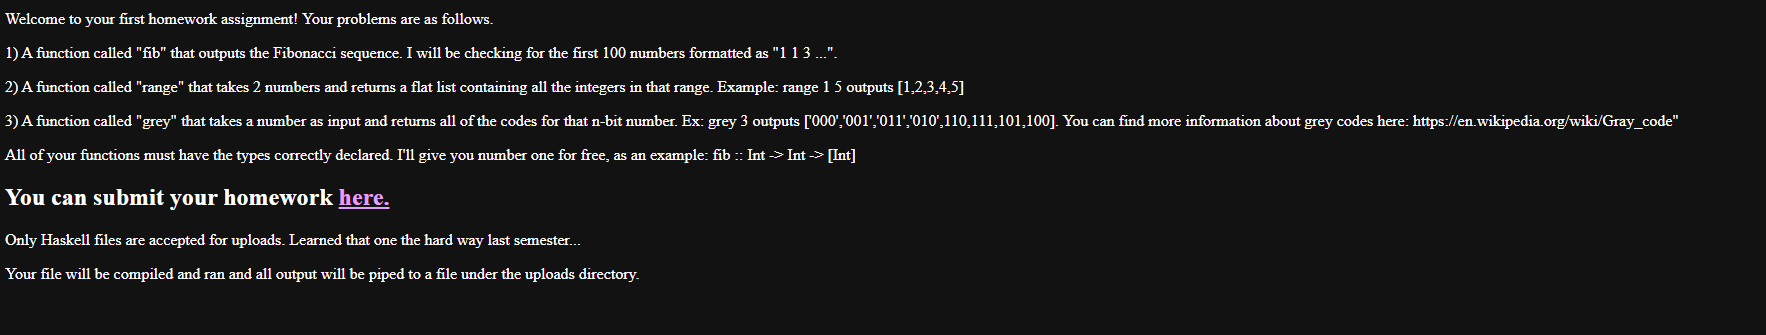 Welcome to your first homework assignment! Your problems are as follows.
1) A function called "fib" that outputs the Fibonacci sequence. I will be checking for the first 100 numbers formatted as "1 1 3 ...".
2) A function called "range" that takes 2 numbers and returns a flat list containing all the integers in that range. Example: range 1 5 outputs [1,2,3,4,5]
3) A function called "grey" that takes a number as input and returns all of the codes for that n-bit number. Ex: grey 3 outputs ['000','001','011','010',110,111,101,100]. You can find more information about grey codes here: https://en.wikipedia.org/wiki/Gray_code"
All of your functions must have the types correctly declared. I'll give you number one for free, as an example: fib :: Int -> Int -> [Int]
You can submit your homework here.
Only Haskell files are accepted for uploads. Learned that one the hard way last semester...
Your file will be compiled and ran and all output will be piped to a file under the uploads directory.